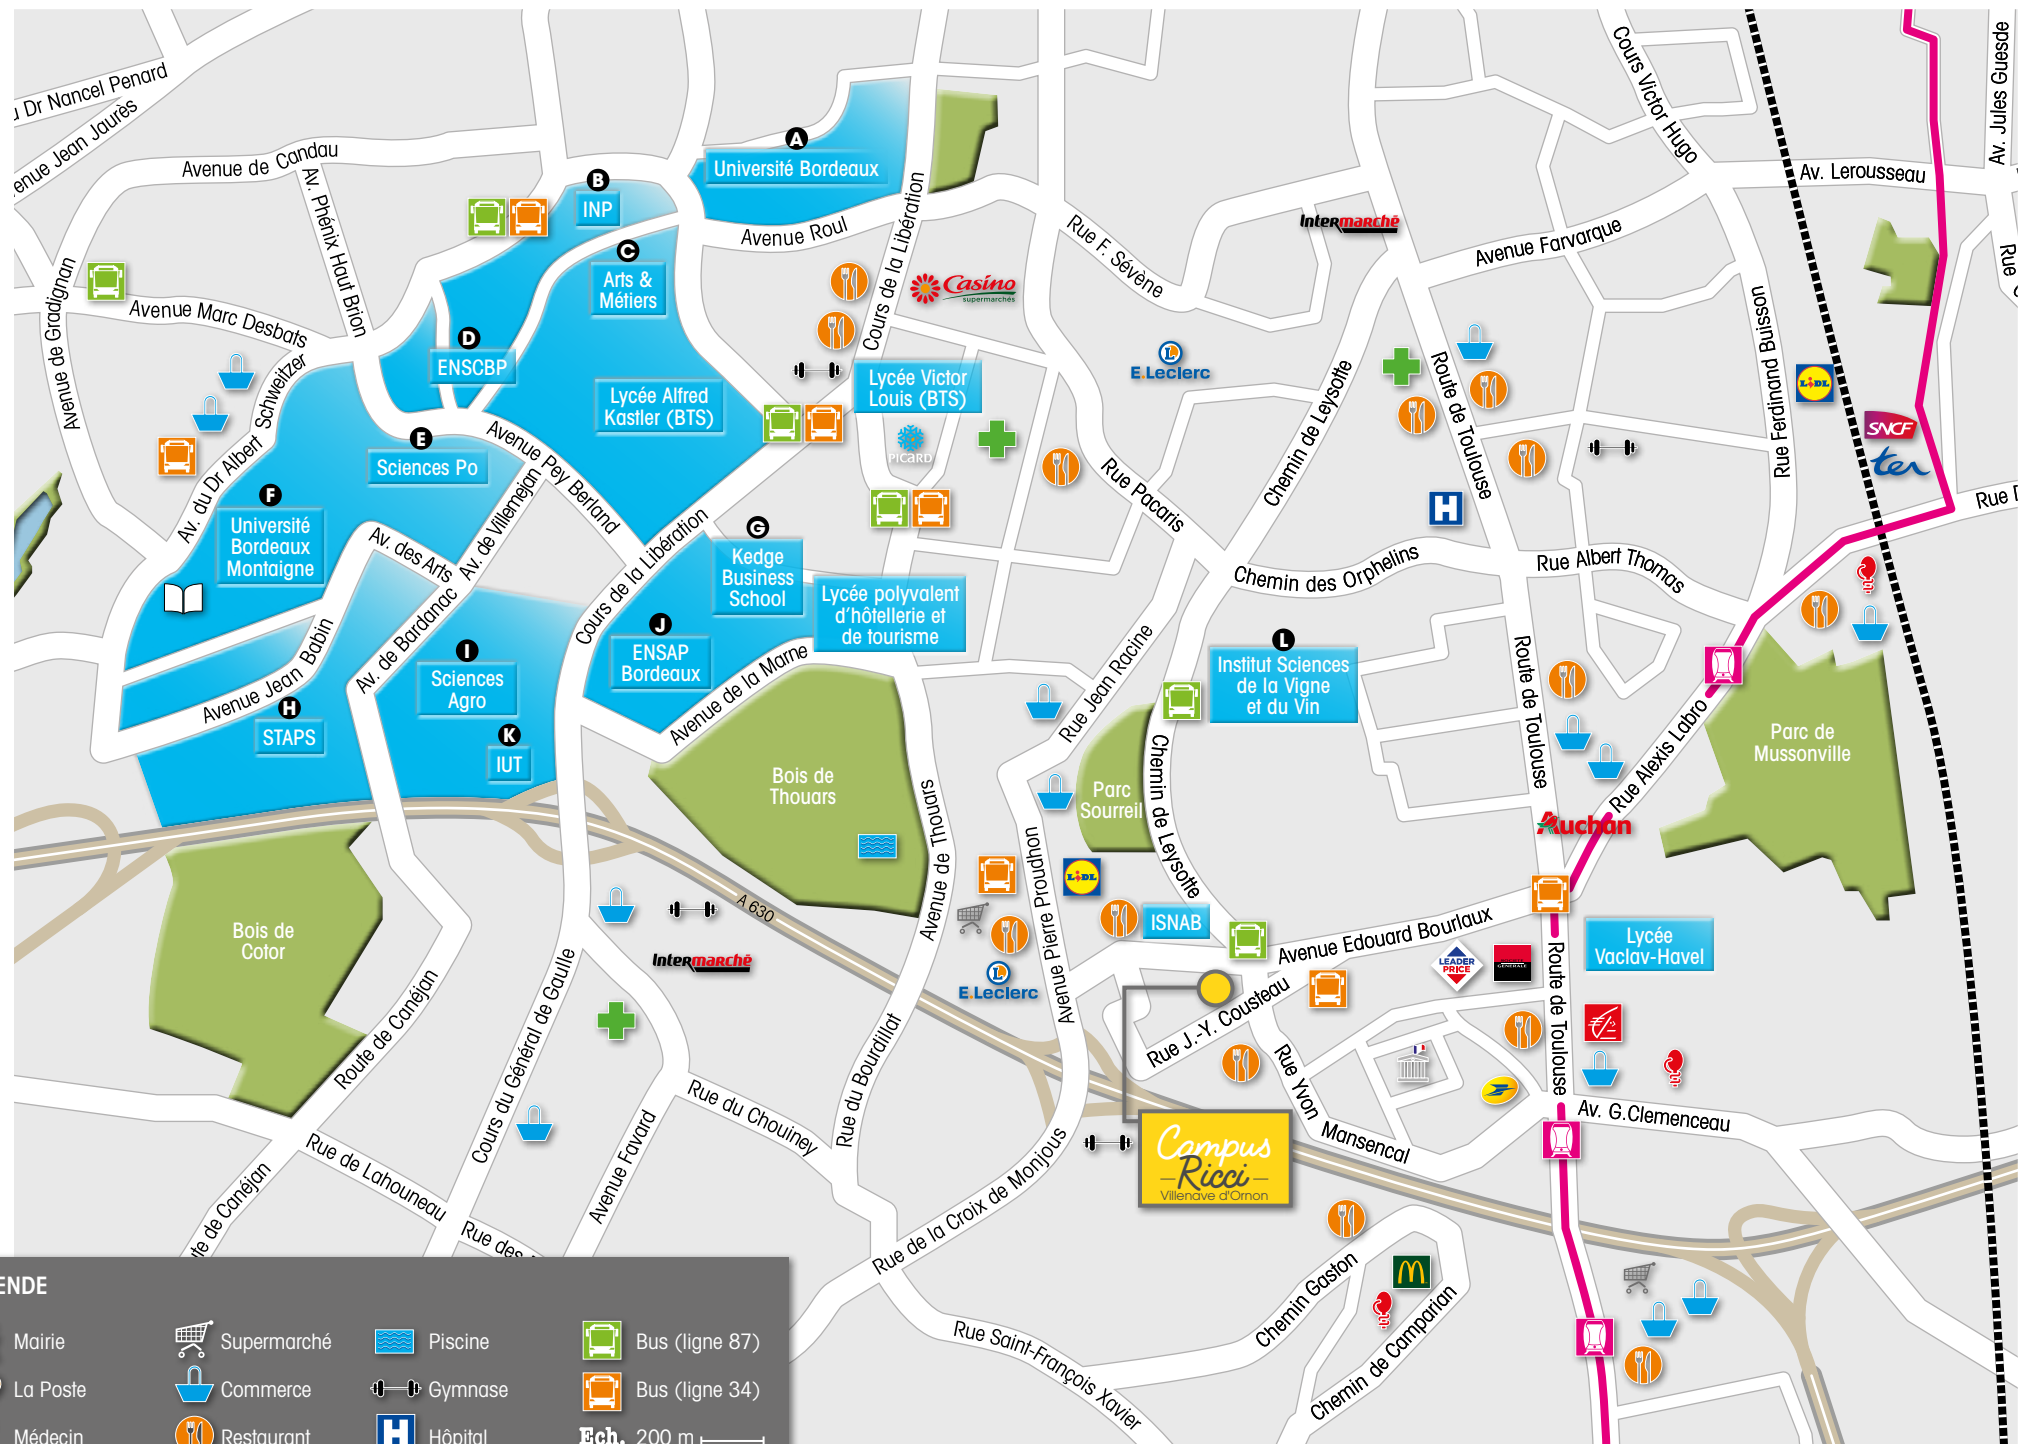 Dr Nancel Penard
enue Jean Jaurès
Avenue de Candau
Av. Phénix Haut Brion
Avenue de Gradignan
Avenue Marc Desbats
Av. du Dr Albert Schweitzer
A
Université Bordeaux
B
INP
C
Arts &
Métiers
D
ENSCBP
Lycée Alfred
Kastler (BTS)
E
Sciences Po
F
Université
Bordeaux
Montaigne
Avenue Roul
Cours de la Libération
Casino
supermarchés
Lycée Victor
Louis (BTS)
PICARD
Avenue Pey Berland
Av. de Villemejan
Av. des Arts
Av. de Bardanac
Avenue Jean Babin
Cours de la Libération
G
Kedge
Business
School
Lycée polyvalent
d'hôtellerie et
de tourisme
J
ENSAP
Bordeaux
I
Sciences
Agro
H
STAPS
K
IUT
Avenue de la Marne
Bois de
Thouars
Bois de
Cotor
Avenue de Thouars
A 630
Rue F. Sévène
E.Leclerc
Intermarché
Chemin de Leysotte
Rue Pacaris
Chemin des Orphelins
Route de Toulouse
Avenue Farvarque
Cours Victor Hugo
Av. Lerousseau
Av. Jules Guesde
Rue
Rue Ferdinand Buisson
LIDL
SNCF
ter
H
Rue Albert Thomas
Rue Jean Racine
L
Institut Sciences
de la Vigne
et du Vin
Route de Toulouse
Rue Alexis Labro
Parc de
Mussonville
Auchan
Parc
Sourreil
Chemin de Leysotte
Avenue Pierre Proudhon
LIDL
ISNAB
E.Leclerc
Intermarché
Avenue Edouard Bourlaux
Rue J.-Y. Cousteau
LEADER
PRICE
GENERALE
Lycée
Vaclav-Havel
Route de Toulouse
Rue Yvon Mansencal
Av. G.Clemenceau
Campus
Ricci
Villenave d'Ornon
Route de Canéjan
Cours du Général de Gaulle
Avenue Favard
Rue du Chouiney
Rue du Bourdillat
Rue de Lahouneau
te de Canéjan
Rue des
Rue de la Croix de Monjous
Rue Saint-François Xavier
Chemin Gaston
Chemin de Camparian
ENDE
Mairie
Supermarché
Piscine
Bus (ligne 87)
La Poste
Commerce
Gymnase
Bus (ligne 34)
Médecin
Restaurant
H
Hôpital
Ech. 200 m